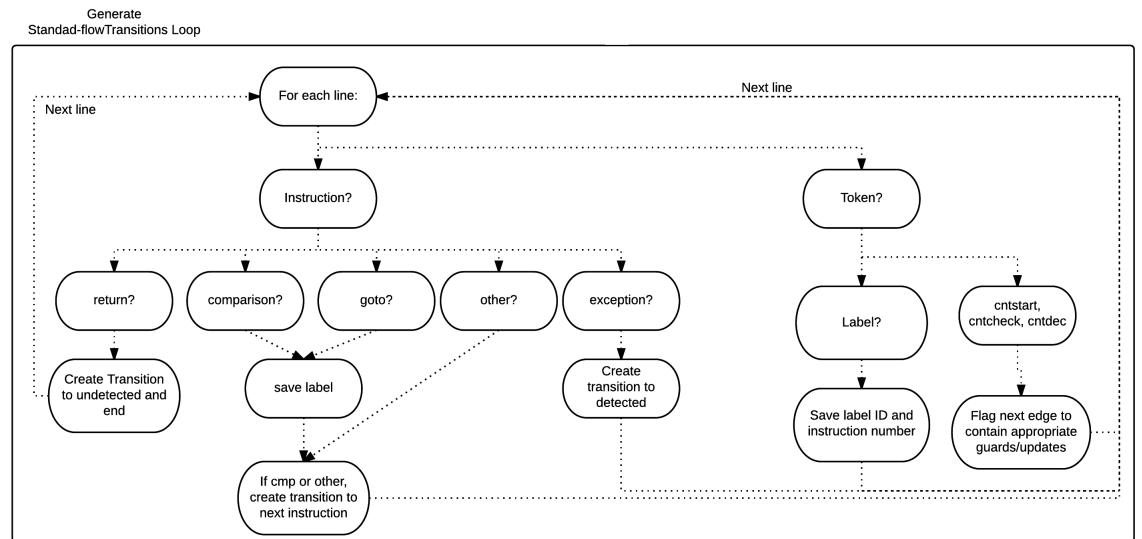 Generate
Standad-flowTransitions Loop
Next line
For each line:
Next line
Instruction?
Token?
return?
comparison?
goto?
other?
exception?
Label?
cntstart,
cntcheck, cntdec
Create Transition
to undetected and
end
save label
Create
transition to
detected
Save label ID and
instruction number
Flag next edge to
contain appropriate
guards/updates
If cmp or other,
create transition to
next instruction